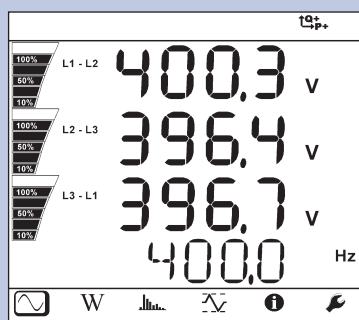 Q+
P+
100%
50%
10%
L1 - L2 400.3 V
100%
50%
10%
L2 - L3 396.4 V
100%
50%
10%
L3 - L1 396.7 V
400.0 Hz
W